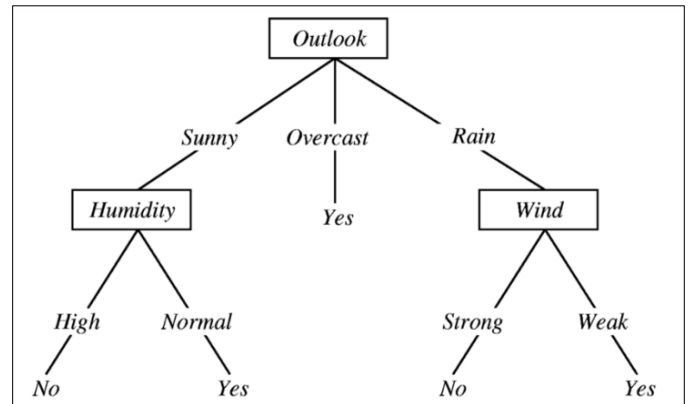 Outlook
Sunny Overcast Rain
Humidity Yes Wind
High Normal Strong Weak
No Yes No Yes